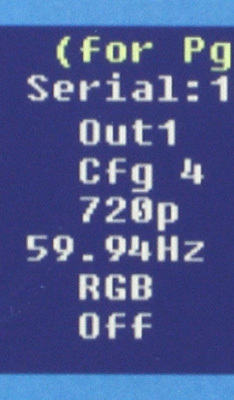 (for Pg
Serial:1
Out1
Cfg 4
720p
59.94Hz
RGB
Off